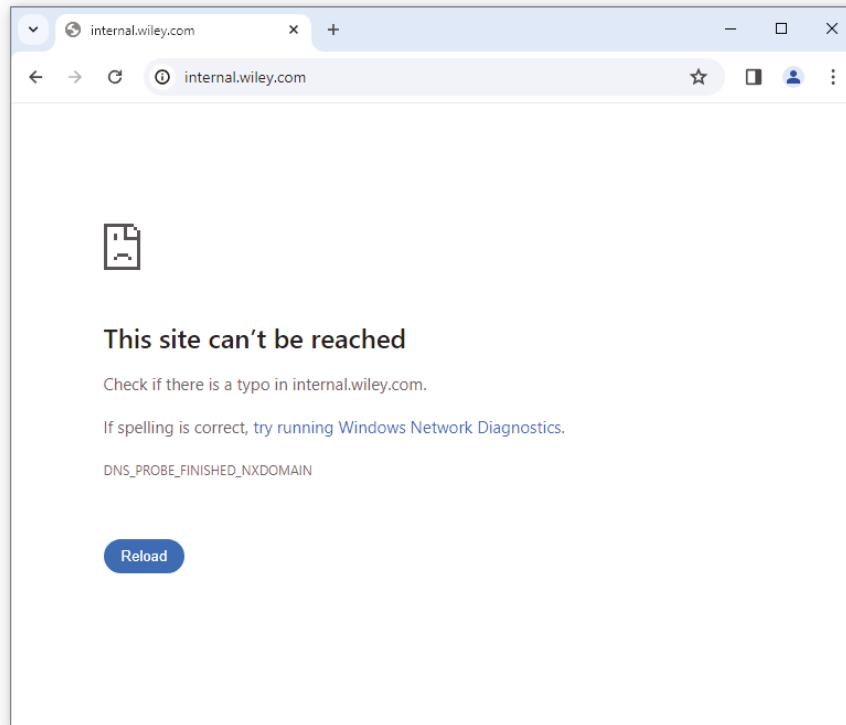 internal.wiley.com
internal.wiley.com
This site can't be reached
Check if there is a typo in internal.wiley.com.
If spelling is correct, try running Windows Network Diagnostics.
DNS_PROBE_FINISHED_NXDOMAIN
Reload